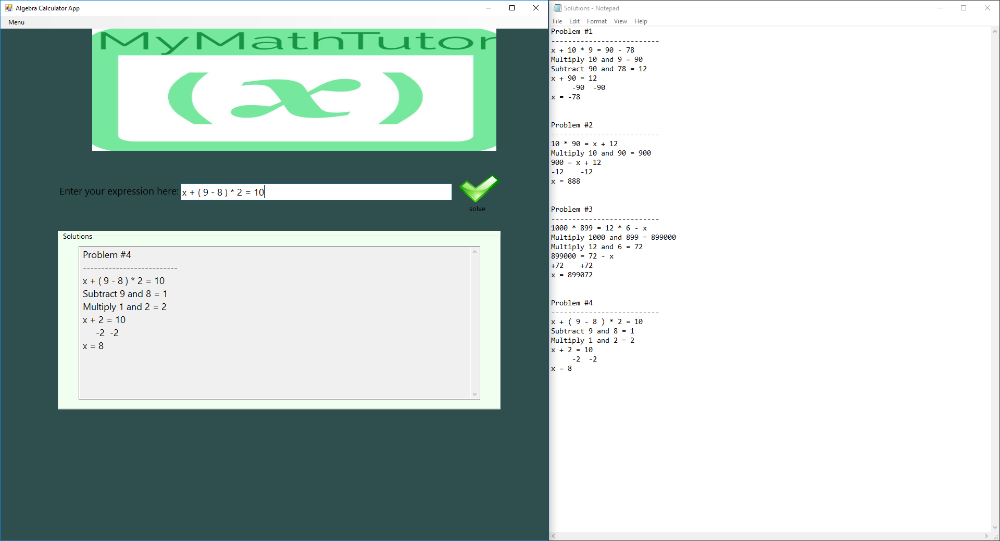 Algebra Calculator App
Menu
MyMathTutor
(x)
Enter your expression here: x + ( 9 - 8 ) * 2 = 10
solve
Solutions
Problem #4
--------------------------
x + ( 9 - 8 ) * 2 = 10
Subtract 9 and 8 = 1
Multiply 1 and 2 = 2
x + 2 = 10
-2 -2
x = 8
Solutions - Notepad
File Edit Format View Help
Problem #1
--------------------------
x + 10 * 9 = 90 - 78
Multiply 10 and 9 = 90
Subtract 90 and 78 = 12
x + 90 = 12
-90 -90
x = -78
Problem #2
--------------------------
10 * 90 = x + 12
Multiply 10 and 90 = 900
900 = x + 12
-12 -12
x = 888
Problem #3
--------------------------
1000 * 899 = 12 * 6 - x
Multiply 1000 and 899 = 899000
Multiply 12 and 6 = 72
899000 = 72 - x
+72 +72
x = 899072
Problem #4
--------------------------
x + ( 9 - 8 ) * 2 = 10
Subtract 9 and 8 = 1
Multiply 1 and 2 = 2
x + 2 = 10
-2 -2
x = 8